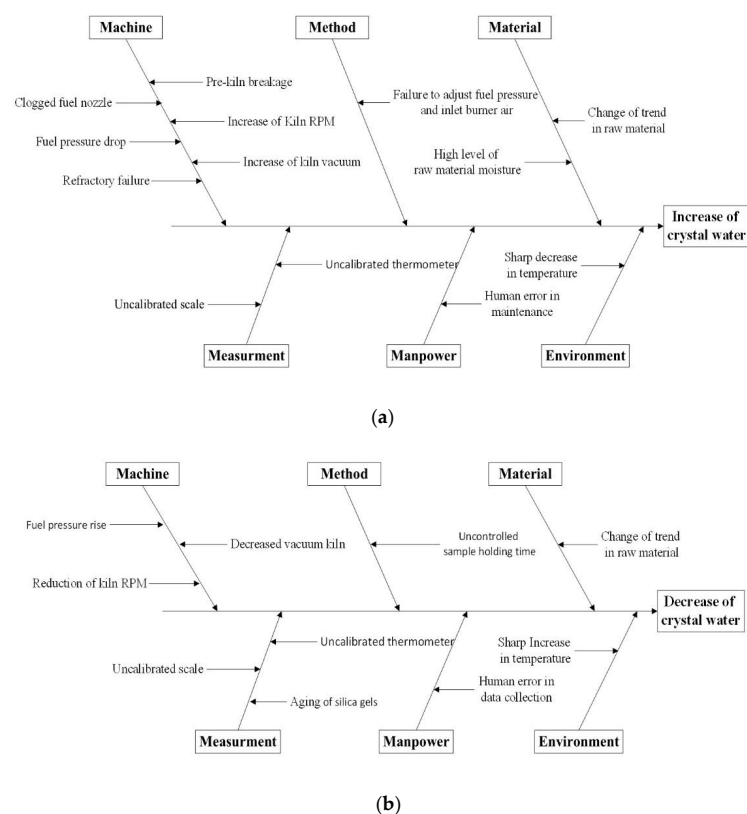 Machine
Method
Material
Pre-kiln breakage
Clogged fuel nozzle
Increase of Kiln RPM
Fuel pressure drop
Increase of kiln vacuum
Refractory failure
Failure to adjust fuel pressure
and inlet burner air
Change of trend
in raw material
High level of
raw material moisture
Increase of
crystal water
Uncalibrated thermometer
Uncalibrated scale
Human error in
maintenance
Sharp decrease
in temperature
Measurment
Manpower
Environment
(a)
Machine
Method
Material
Fuel pressure rise
Decreased vacuum kiln
Reduction of kiln RPM
Uncontrolled
sample holding time
Change of trend
in raw material
Decrease of
crystal water
Uncalibrated thermometer
Uncalibrated scale
Aging of silica gels
Human error in
data collection
Sharp Increase
in temperature
Measurment
Manpower
Environment
(b)